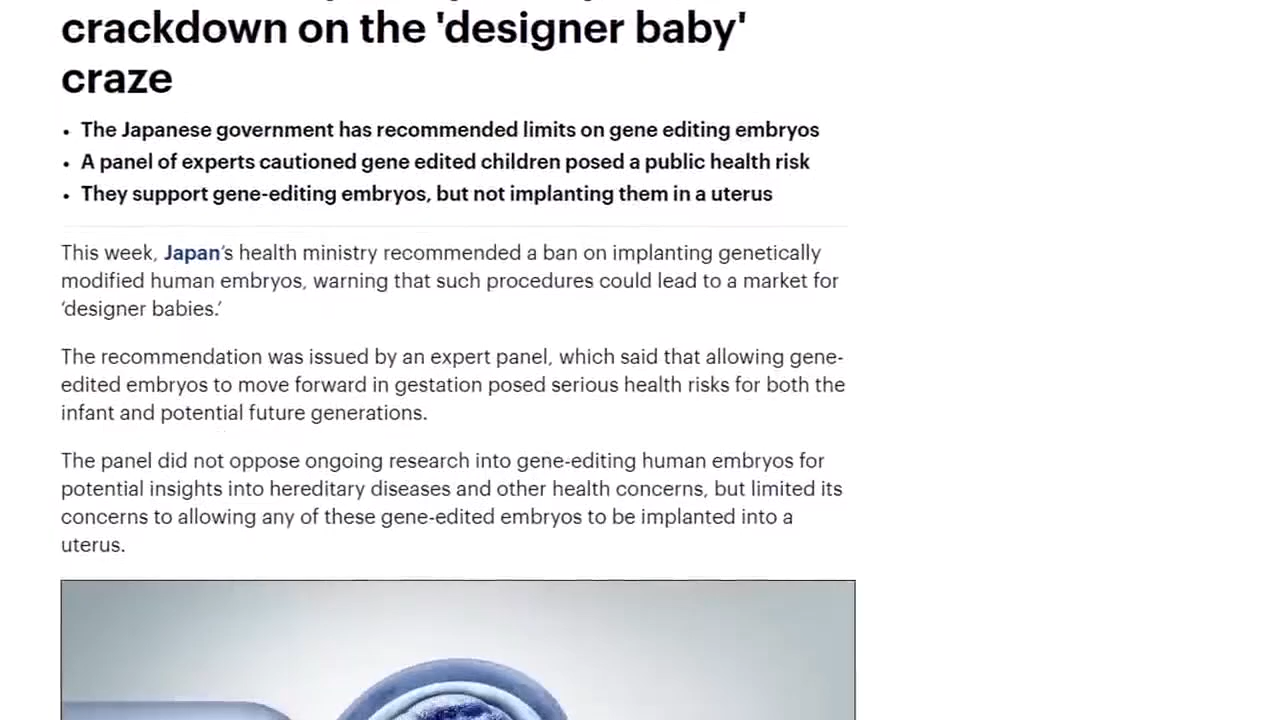 crackdown on the 'designer baby'
craze
• The Japanese government has recommended limits on gene editing embryos
• A panel of experts cautioned gene edited children posed a public health risk
• They support gene-editing embryos, but not implanting them in a uterus
This week, Japan's health ministry recommended a ban on implanting genetically
modified human embryos, warning that such procedures could lead to a market for
‘designer babies.’
The recommendation was issued by an expert panel, which said that allowing gene-
edited embryos to move forward in gestation posed serious health risks for both the
infant and potential future generations.
The panel did not oppose ongoing research into gene-editing human embryos for
potential insights into hereditary diseases and other health concerns, but limited its
concerns to allowing any of these gene-edited embryos to be implanted into a
uterus.